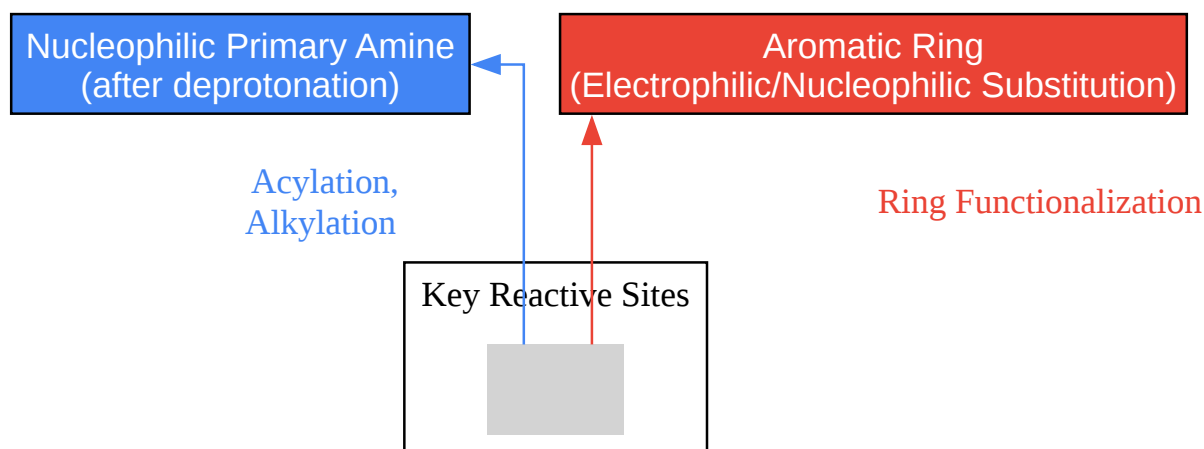 Nucleophilic Primary Amine
(after deprotonation)
Aromatic Ring
(Electrophilic/Nucleophilic Substitution)
Acylation,
Alkylation
Ring Functionalization
Key Reactive Sites